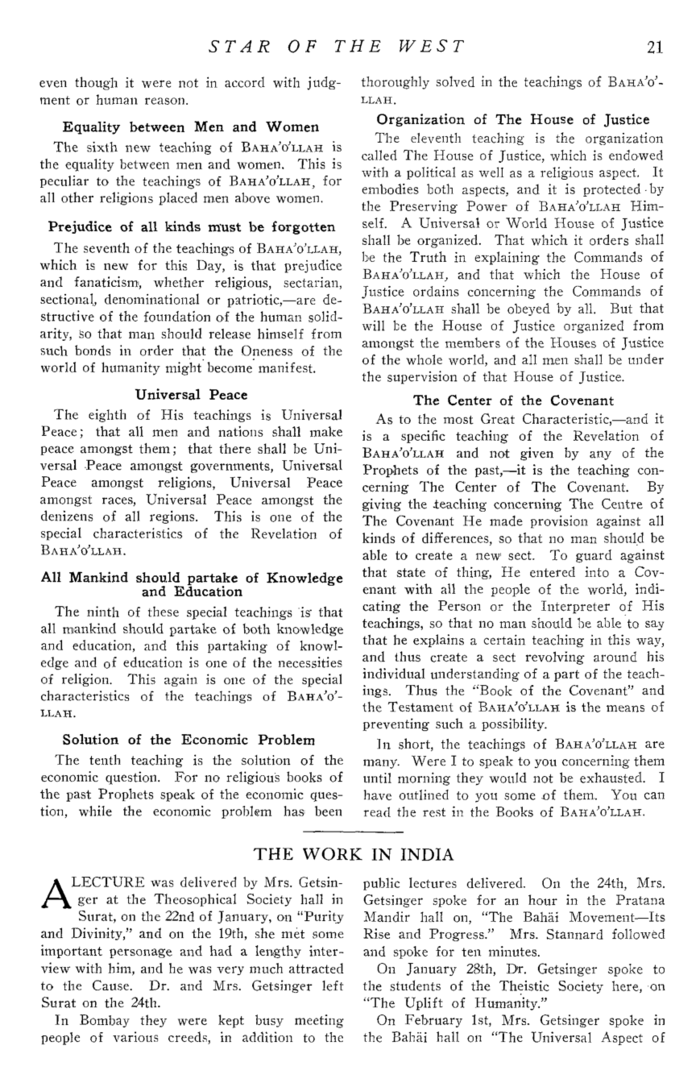 STAR OF THE WEST 21
even though it were not in accord with judg-
ment or human reason.
Equality between Men and Women
The sixth new teaching of BAHA'O'LLAH is
the equality between men and women. This is
peculiar to the teachings of BAHA'O'LLAH, for
all other religions placed men above women.
Prejudice of all kinds must be forgotten
The seventh of the teachings of BAHA'O'LLAH,
which is new for this Day, is that prejudice
and fanaticism, whether religious, sectarian,
sectional, denominational or patriotic,—are de-
structive of the foundation of the human solid-
arity, so that man should release himself from
such bonds in order that the Oneness of the
world of humanity might become manifest.
Universal Peace
The eighth of His teachings is Universal
Peace; that all men and nations shall make
peace amongst them; that there shall be Uni-
versal Peace amongst governments, Universal
Peace amongst religions, Universal Peace
amongst races, Universal Peace amongst the
denizens of all regions. This is one of the
special characteristics of the Revelation of
BAHA'O'LLAH.
All Mankind should partake of Knowledge
and Education
The ninth of these special teachings is that
all mankind should partake of both knowledge
and education, and this partaking of knowl-
edge and of education is one of the necessities
of religion. This again is one of the special
characteristics of the teachings of BAHA'O'-
LLAH.
Solution of the Economic Problem
The tenth teaching is the solution of the
economic question. For no religious books of
the past Prophets speak of the economic ques-
tion, while the economic problem has been
thoroughly solved in the teachings of BAHA'O'-
LLAH.
Organization of The House of Justice
The eleventh teaching is the organization
called The House of Justice, which is endowed
with a political as well as a religious aspect. It
embodies both aspects, and it is protected by
the Preserving Power of BAHA'O'LLAH Him-
self. A Universal or World House of Justice
shall be organized. That which it orders shall
be the Truth in explaining the Commands of
BAHA'O'LLAH, and that which the House of
Justice ordains concerning the Commands of
BAHA'O'LLAH shall be obeyed by all. But that
will be the House of Justice organized from
amongst the members of the Houses of Justice
of the whole world, and all men shall be under
the supervision of that House of Justice.
The Center of the Covenant
As to the most Great Characteristic,—and it
is a specific teaching of the Revelation of
BAHA'O'LLAH and not given by any of the
Prophets of the past,—it is the teaching con-
cerning The Center of The Covenant. By
giving the teaching concerning The Centre of
The Covenant He made provision against all
kinds of differences, so that no man should be
able to create a new sect. To guard against
that state of thing, He entered into a Cov-
enant with all the people of the world, indi-
cating the Person or the Interpreter of His
teachings, so that no man should be able to say
that he explains a certain teaching in this way,
and thus create a sect revolving around his
individual understanding of a part of the teach-
ings. Thus the "Book of the Covenant" and
the Testament of BAHA'O'LLAH is the means of
preventing such a possibility.
In short, the teachings of BAHA'O'LLAH are
many. Were I to speak to you concerning them
until morning they would not be exhausted. I
have outlined to you some of them. You can
read the rest in the Books of BAHA'O'LLAH.
THE WORK IN INDIA
A LECTURE was delivered by Mrs. Getsin-
ger at the Theosophical Society hall in
Surat, on the 22nd of January, on "Purity
and Divinity," and on the 19th, she met some
important personage and had a lengthy inter-
view with him, and he was very much attracted
to the Cause. Dr. and Mrs. Getsinger left
Surat on the 24th.
In Bombay they were kept busy meeting
people of various creeds, in addition to the
public lectures delivered. On the 24th, Mrs.
Getsinger spoke for an hour in the Pratana
Mandir hall on, "The Bahäi Movement—Its
Rise and Progress." Mrs. Stannard followed
and spoke for ten minutes.
On January 28th, Dr. Getsinger spoke to
the students of the Theistic Society here, on
"The Uplift of Humanity."
On February 1st, Mrs. Getsinger spoke in
the Bahäi hall on "The Universal Aspect of